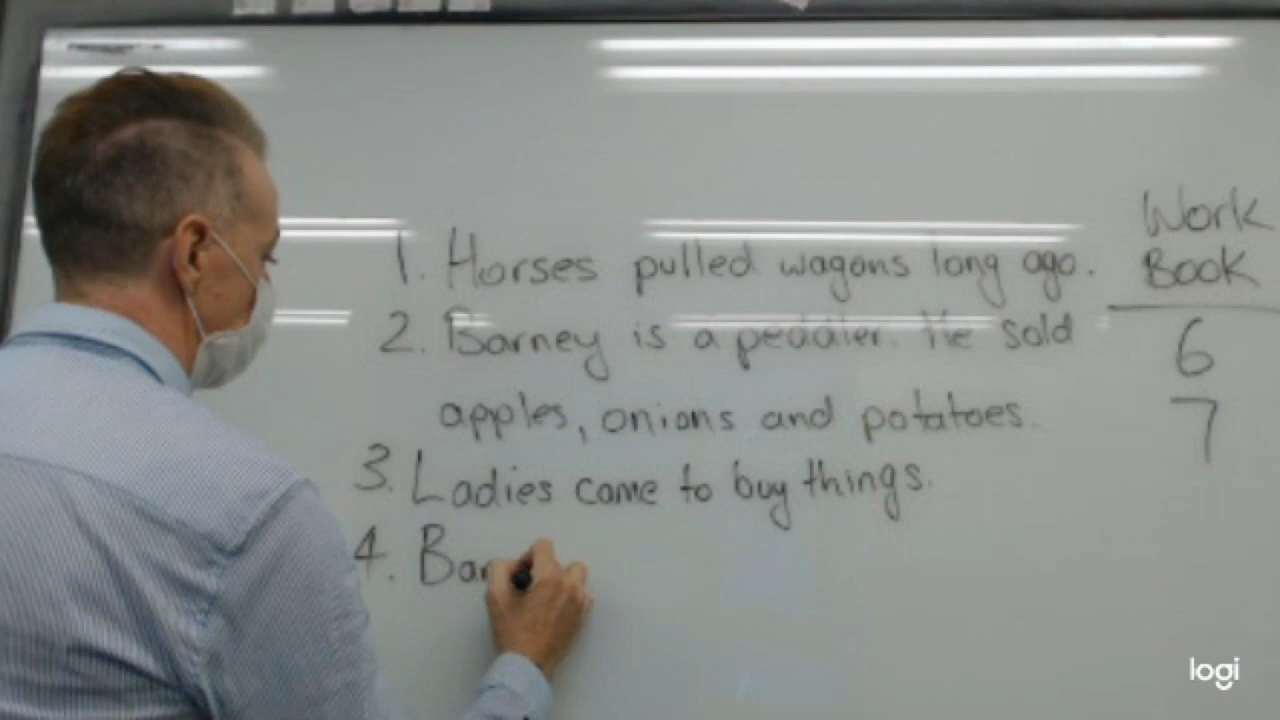 1. Horses pulled wagons long ago.
2. Barney is a peddler. He sold
apples, onions and potatoes.
3. Ladies came to buy things.
4. Bar
Work
Book
6
7
logi